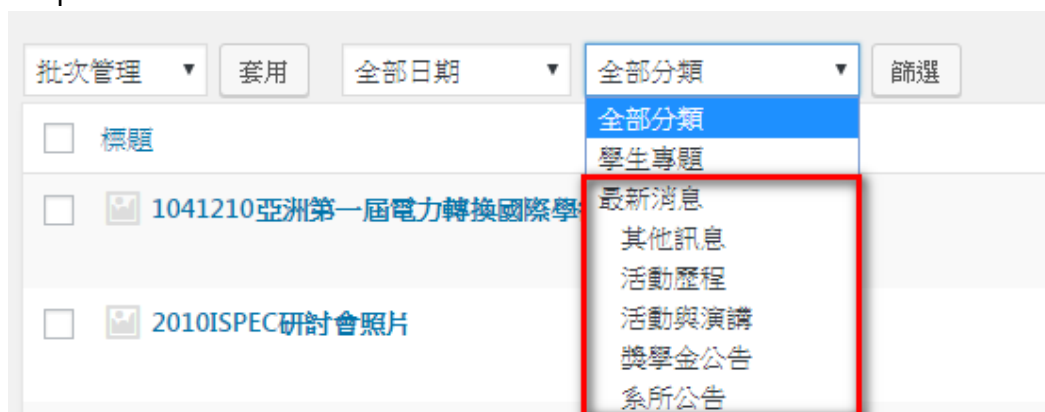 批次管理 套用 全部日期 全部分類 篩選
全部分類
標題
學生專題
最新消息
1041210亞洲第一屆電力轉換國際學
其他訊息
活動歷程
2010ISPEC研討會照片
活動與演講
獎學金公告
系所公告